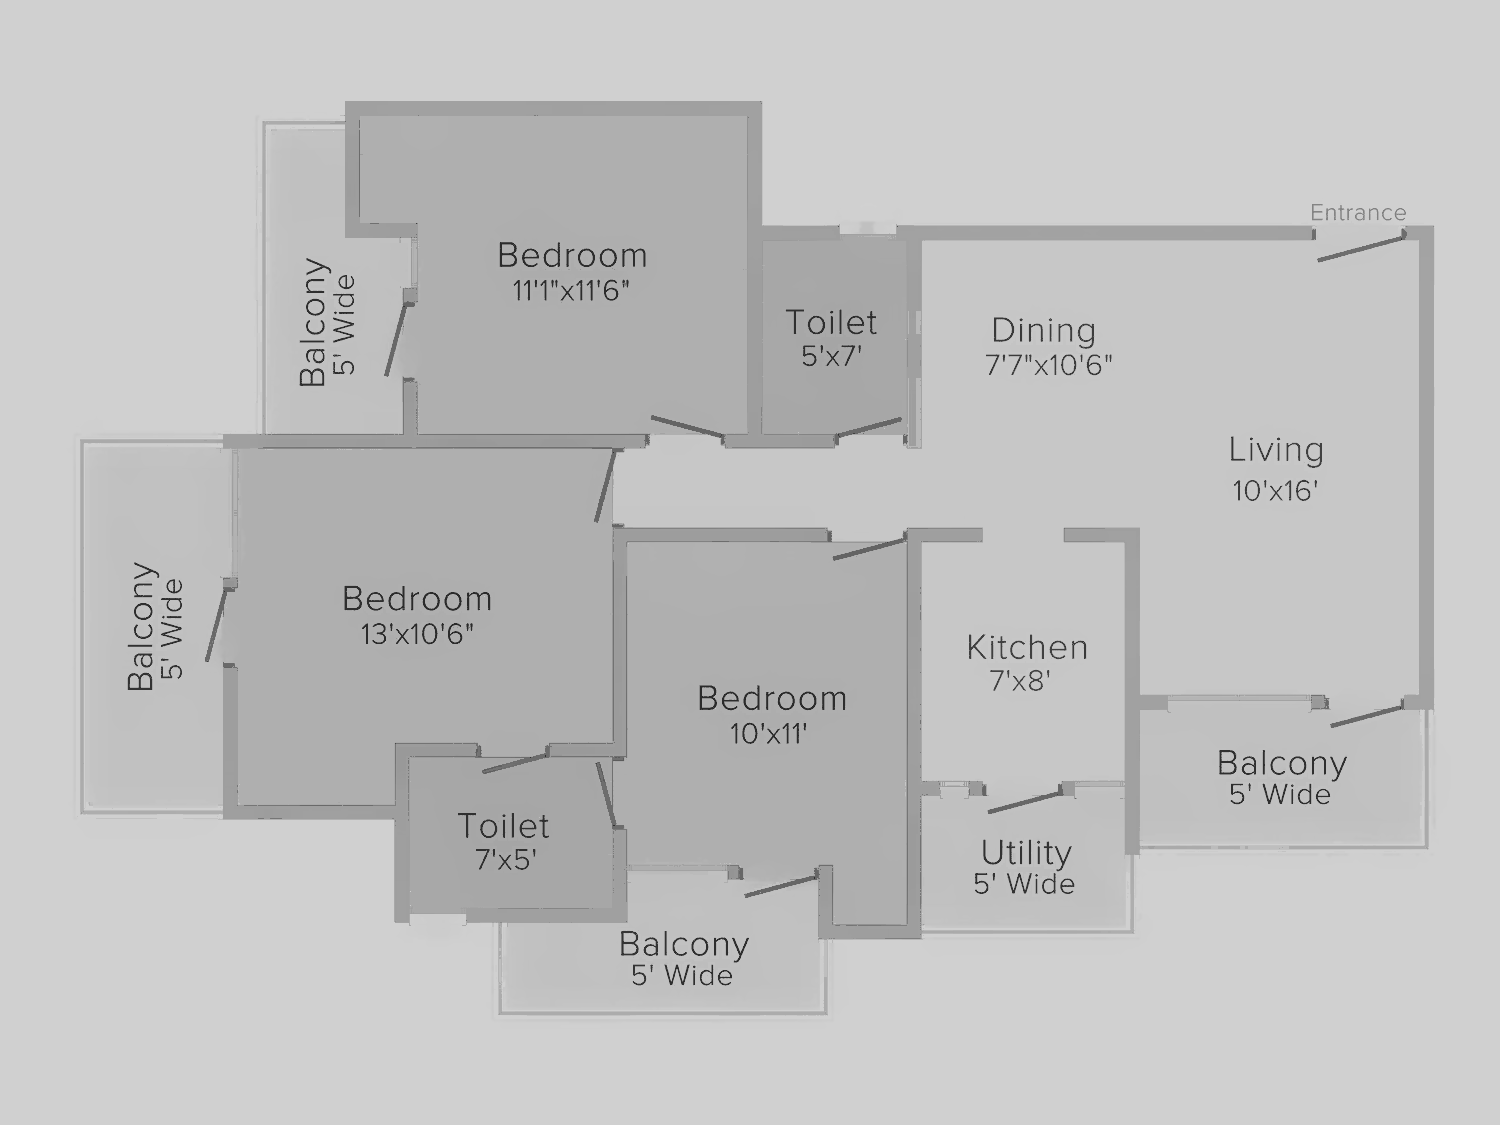 Entrance
Bedroom
11'1"x11'6"
Balcony
5' Wide
Toilet
5'x7'
Dining
7'7"x10'6"
Living
10'x16'
Balcony
5' Wide
Bedroom
13'x10'6"
Kitchen
7'x8'
Bedroom
10'x11'
Balcony
5' Wide
Toilet
7'x5'
Utility
5' Wide
Balcony
5' Wide